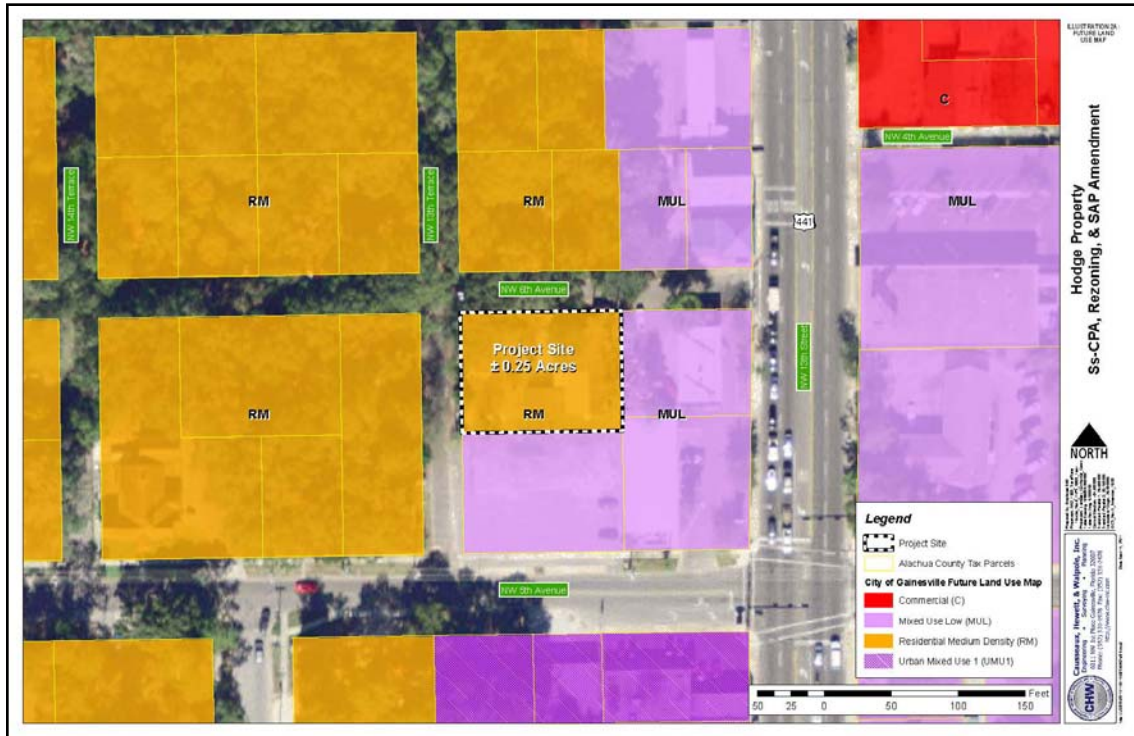 ILLUSTRATION 2A:
FUTURE LAND
USE MAP
C
NW 4th Avenue
NW 14th Terrace
RM
NW 13th Terrace
RM
MUL
441
MUL
NW 6th Avenue
Project Site
± 0.25 Acres
NW 13th Street
RM
RM
MUL
NW 5th Avenue
Hodge Property
Ss-CPA, Rezoning, & SAP Amendment
NORTH
Legend
Project Site
Alachua County Tax Parcels
City of Gainesville Future Land Use Map
Commercial (C)
Mixed Use Low (MUL)
Residential Medium Density (RM)
Urban Mixed Use 1 (UMU1)
50 25 0 50 100 150 Feet
Causseaux, Hewett, & Walpole, Inc.
Engineering • Surveying • Planning
CHW